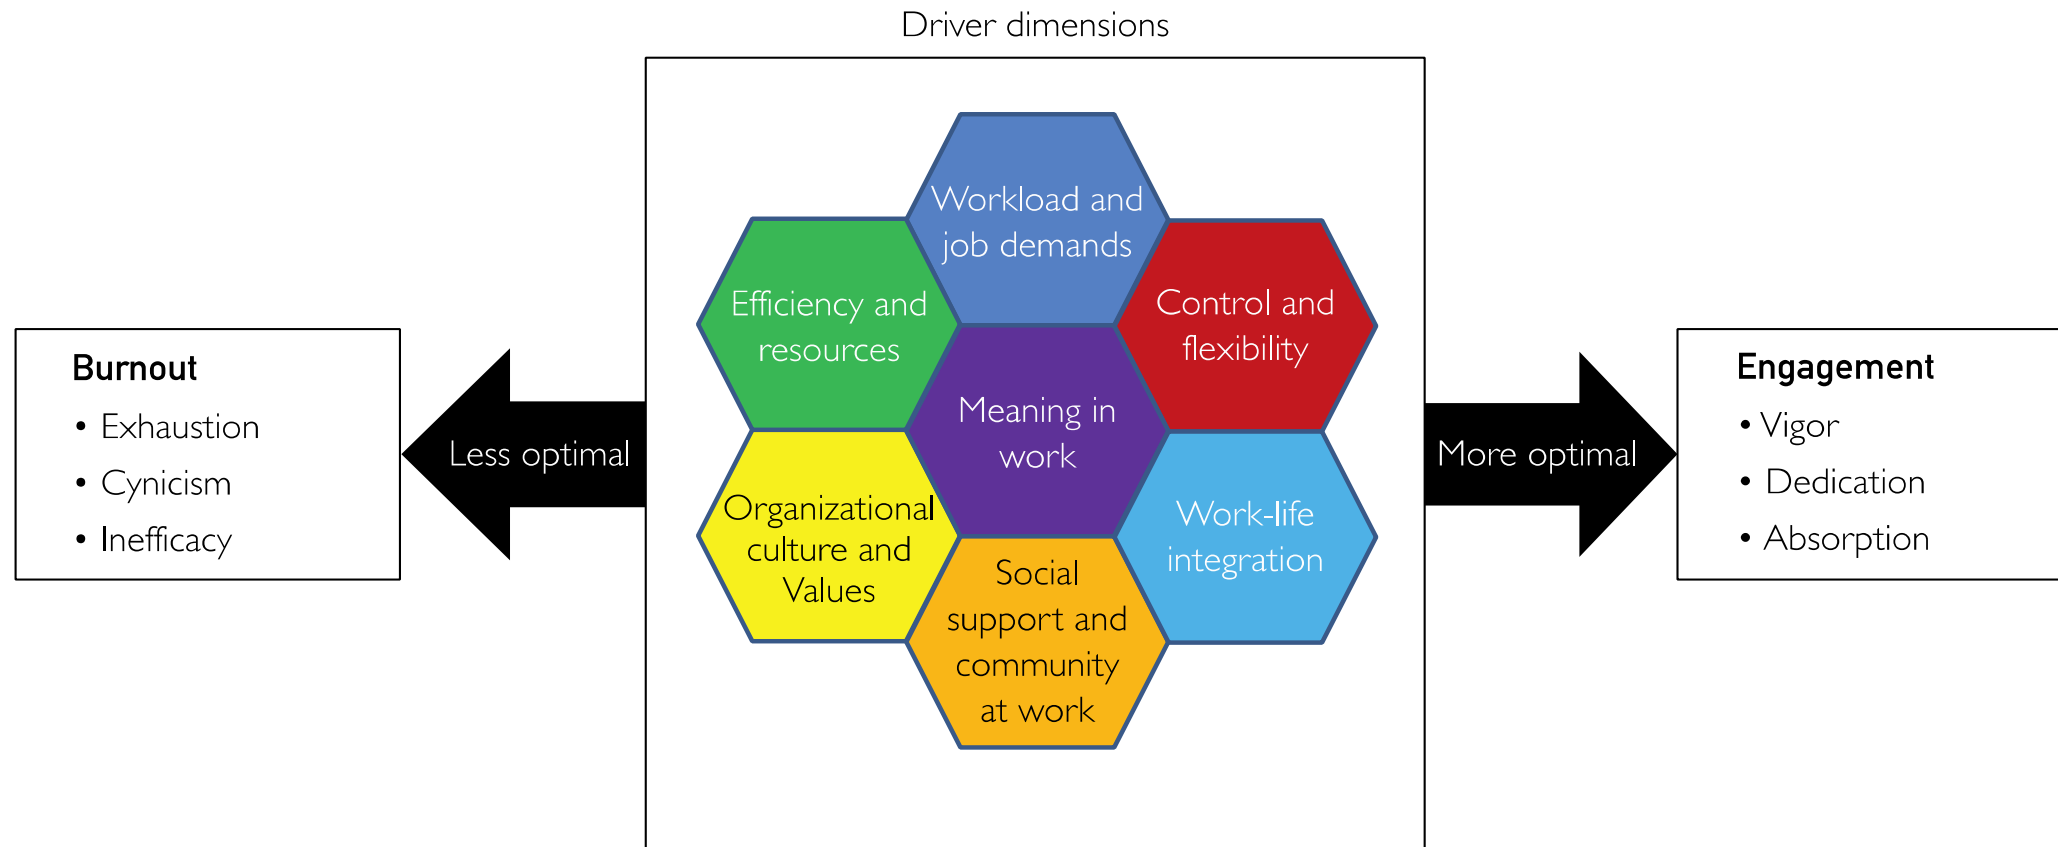 Driver dimensions
Workload and
job demands
Efficiency and
resources
Control and
flexibility
Meaning in
work
Organizational
culture and
Values
Work-life
integration
Social
support and
community
at work
Burnout
• Exhaustion
• Cynicism
• Inefficacy
Less optimal
More optimal
Engagement
• Vigor
• Dedication
• Absorption